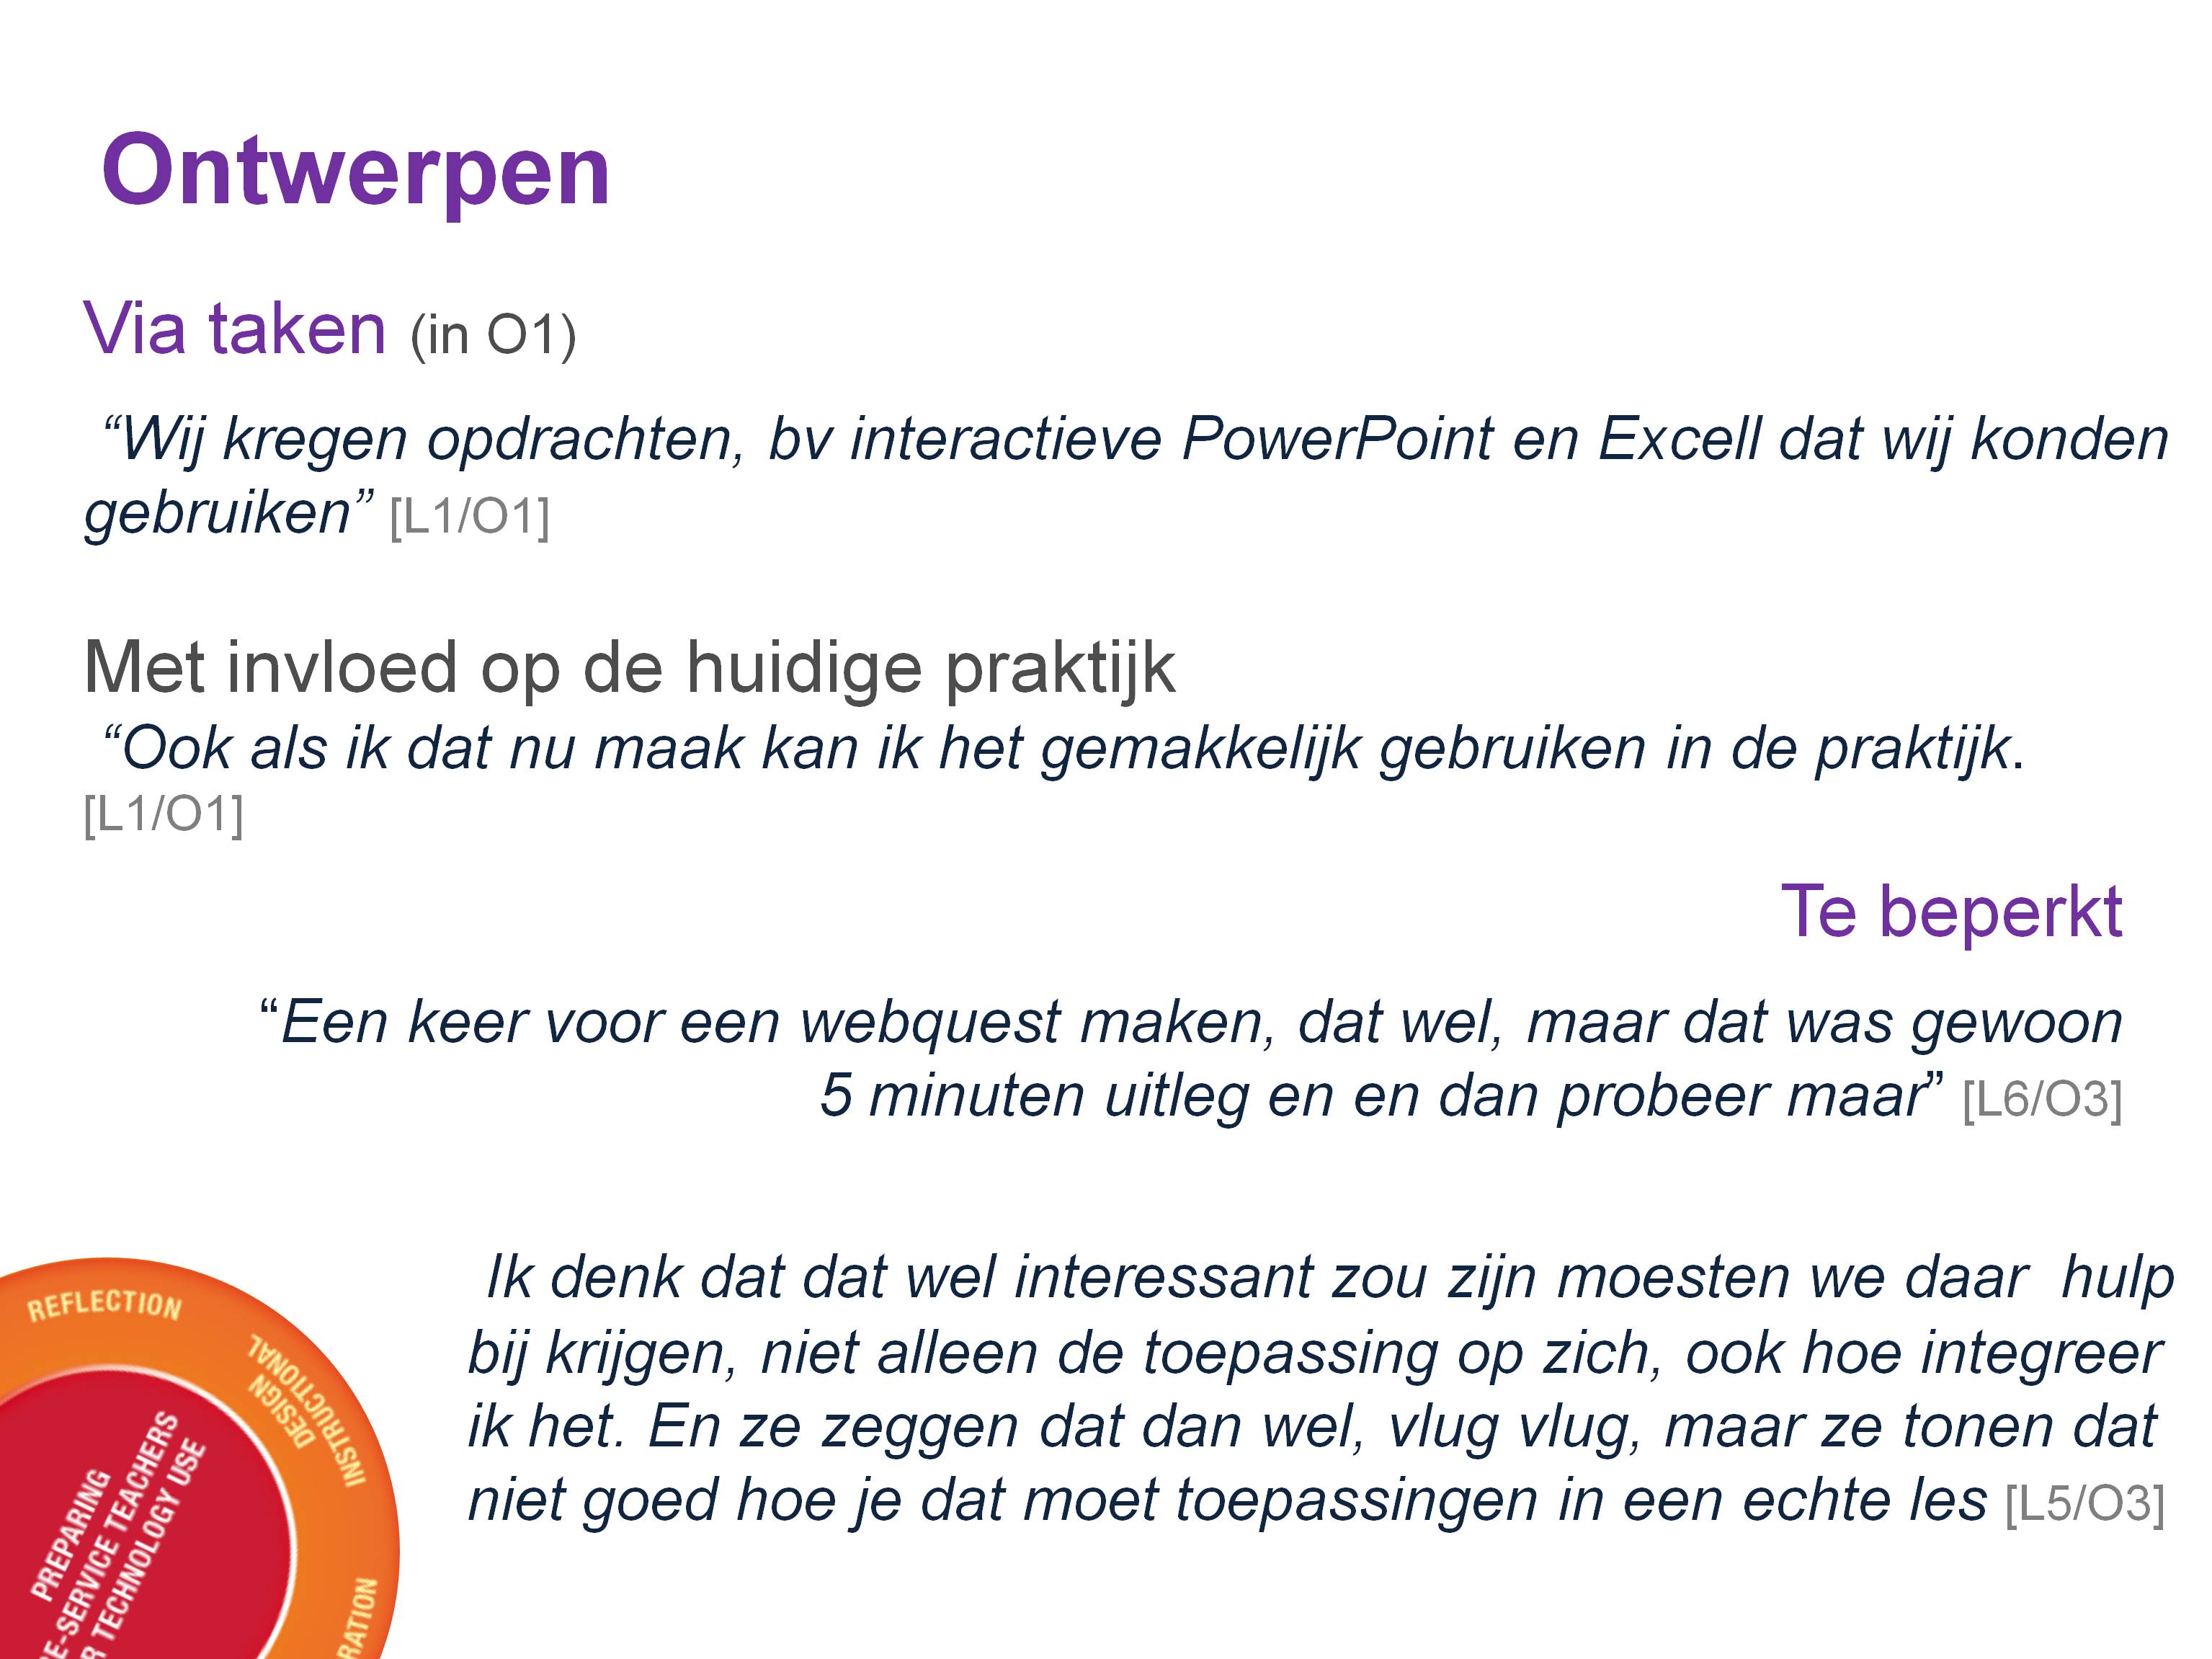 Ontwerpen
Via taken (in O1)
“Wij kregen opdrachten, bv interactieve PowerPoint en Excell dat wij konden
gebruiken” [L1/O1]
Met invloed op de huidige praktijk
“Ook als ik dat nu maak kan ik het gemakkelijk gebruiken in de praktijk.
[L1/O1]
Te beperkt
“Een keer voor een webquest maken, dat wel, maar dat was gewoon
5 minuten uitleg en en dan probeer maar” [L6/O3]
Ik denk dat dat wel interessant zou zijn moesten we daar  hulp
bij krijgen, niet alleen de toepassing op zich, ook hoe integreer
ik het. En ze zeggen dat dan wel, vlug vlug, maar ze tonen dat
niet goed hoe je dat moet toepassingen in een echte les [L5/O3]
REFLECTION
INSTRUCTIONAL
DESIGN
PREPARING
E-SERVICE TEACHERS
R TECHNOLOGY USE
RATION